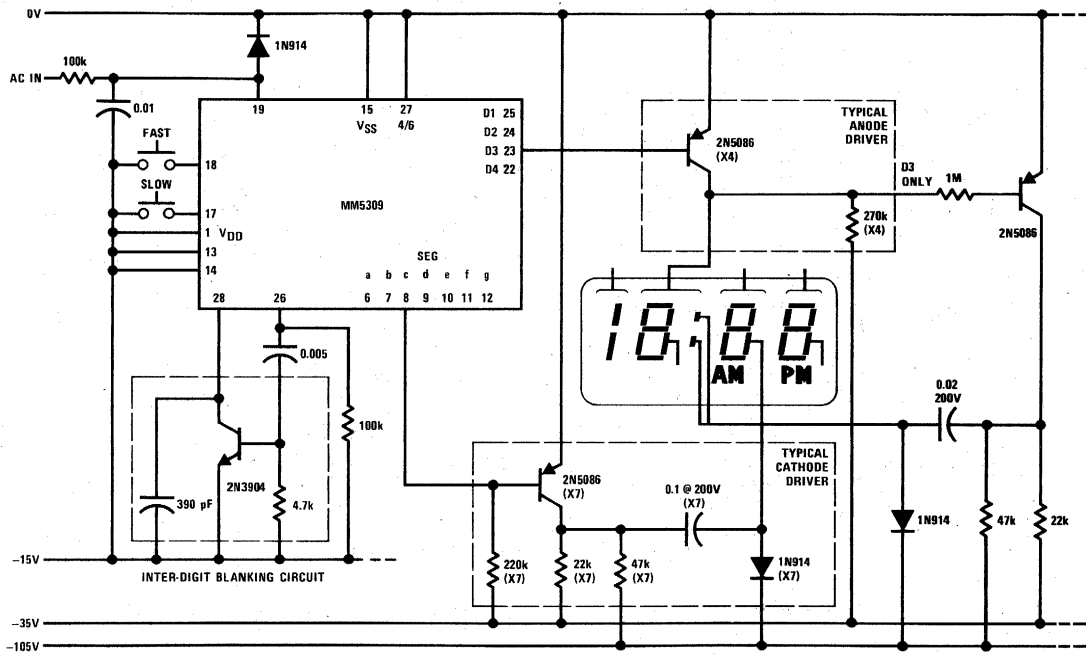 0V
1N914
100k
AC IN
0.01
19
15
27
VSS
4/6
D1 25
D2 24
D3 23
D4 22
TYPICAL
ANODE
DRIVER
2N5086
(X4)
D3
ONLY
1M
2N5086
270k
(X4)
FAST
18
SLOW
17
1 VDD
13
14
MM5309
SEG
a b c d e f g
6 7 8 9 10 11 12
28
26
18:88
AM PM
0.005
100k
2N3904
390 pF
4.7k
INTER-DIGIT BLANKING CIRCUIT
TYPICAL
CATHODE
DRIVER
2N5086
(X7)
0.1 @ 200V
(X7)
220k
(X7)
22k
(X7)
47k
(X7)
1N914
(X7)
0.02
200V
1N914
47k
22k
−15V
−35V
−105V